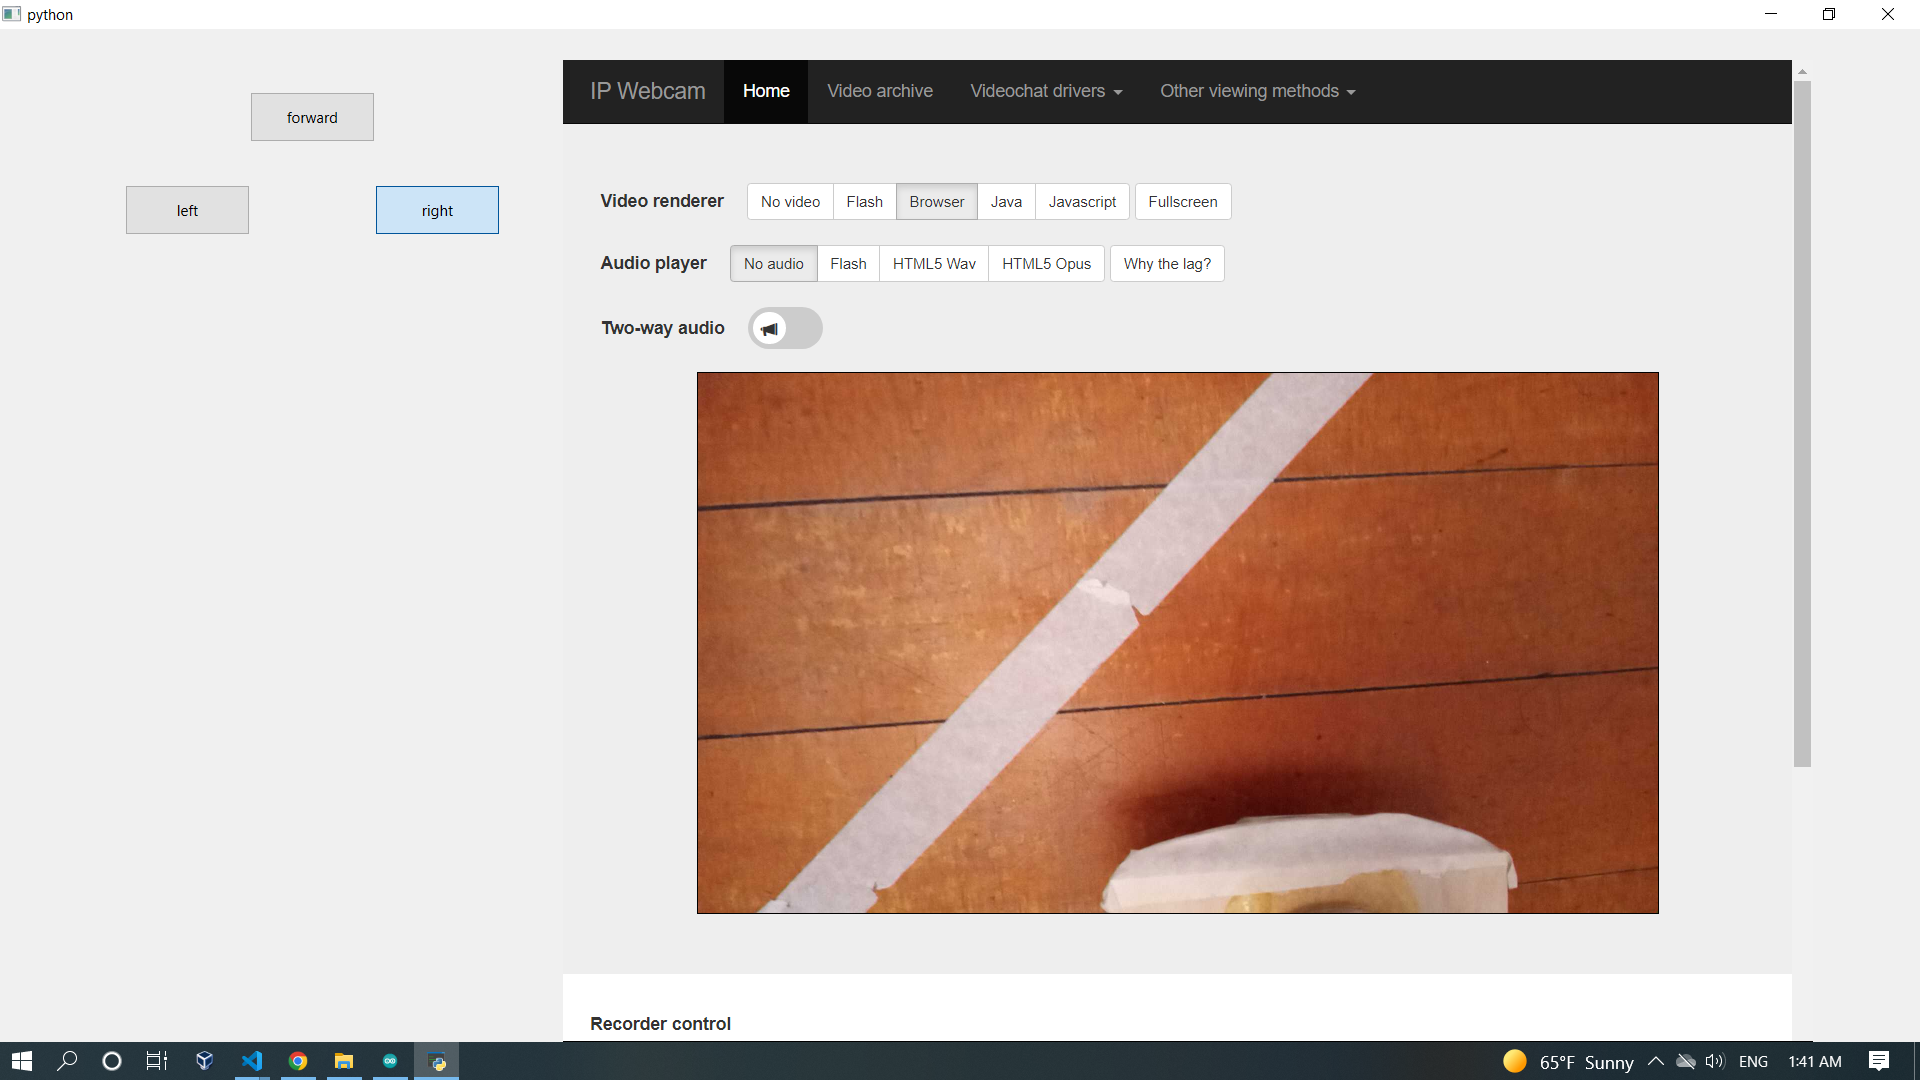 python
forward
left
right
IP Webcam Home Video archive Videochat drivers Other viewing methods
Video renderer No video Flash Browser Java Javascript Fullscreen
Audio player No audio Flash HTML5 Wav HTML5 Opus Why the lag?
Two-way audio
Recorder control
65°F Sunny ENG 1:41 AM